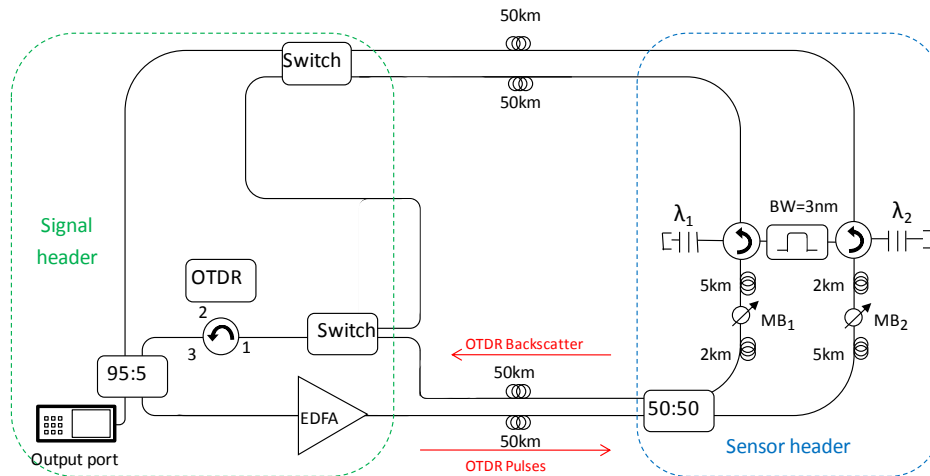 50km
Switch
50km
Signal
header
λ1
BW=3nm
λ2
OTDR
2
5km
2km
MB1
MB2
3
1
Switch
2km
5km
OTDR Backscatter
95:5
50km
50:50
EDFA
50km
Output port
OTDR Pulses
Sensor header